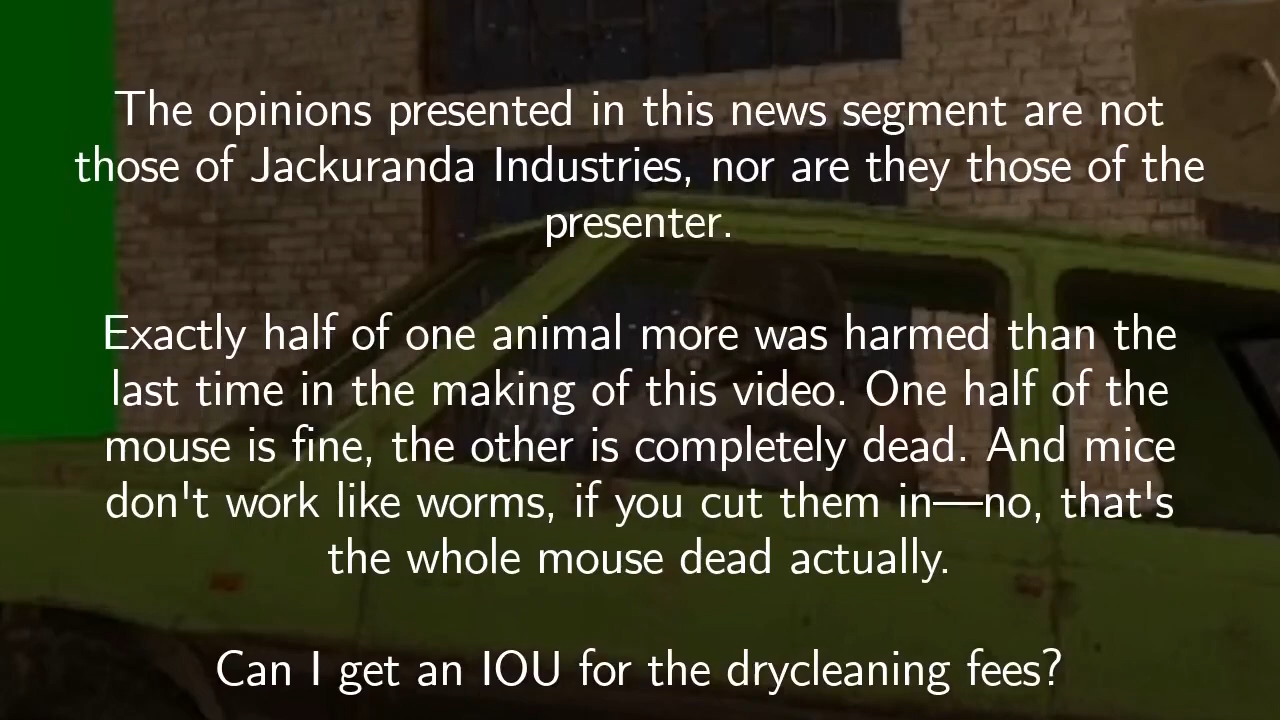 The opinions presented in this news segment are not
those of Jackuranda Industries, nor are they those of the
presenter.
Exactly half of one animal more was harmed than the
last time in the making of this video. One half of the
mouse is fine, the other is completely dead. And mice
don't work like worms, if you cut them in—no, that's
the whole mouse dead actually.
Can I get an IOU for the drycleaning fees?